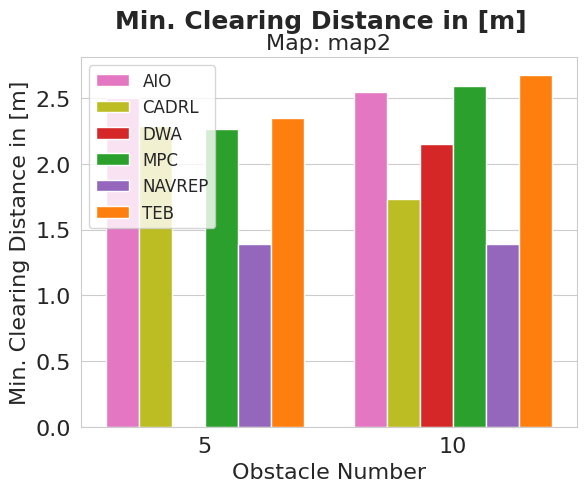 Min. Clearing Distance in [m]
Map: map2
Min. Clearing Distance in [m]
2.5
2.0
1.5
1.0
0.5
0.0
AIO
CADRL
DWA
MPC
NAVREP
TEB
5
10
Obstacle Number